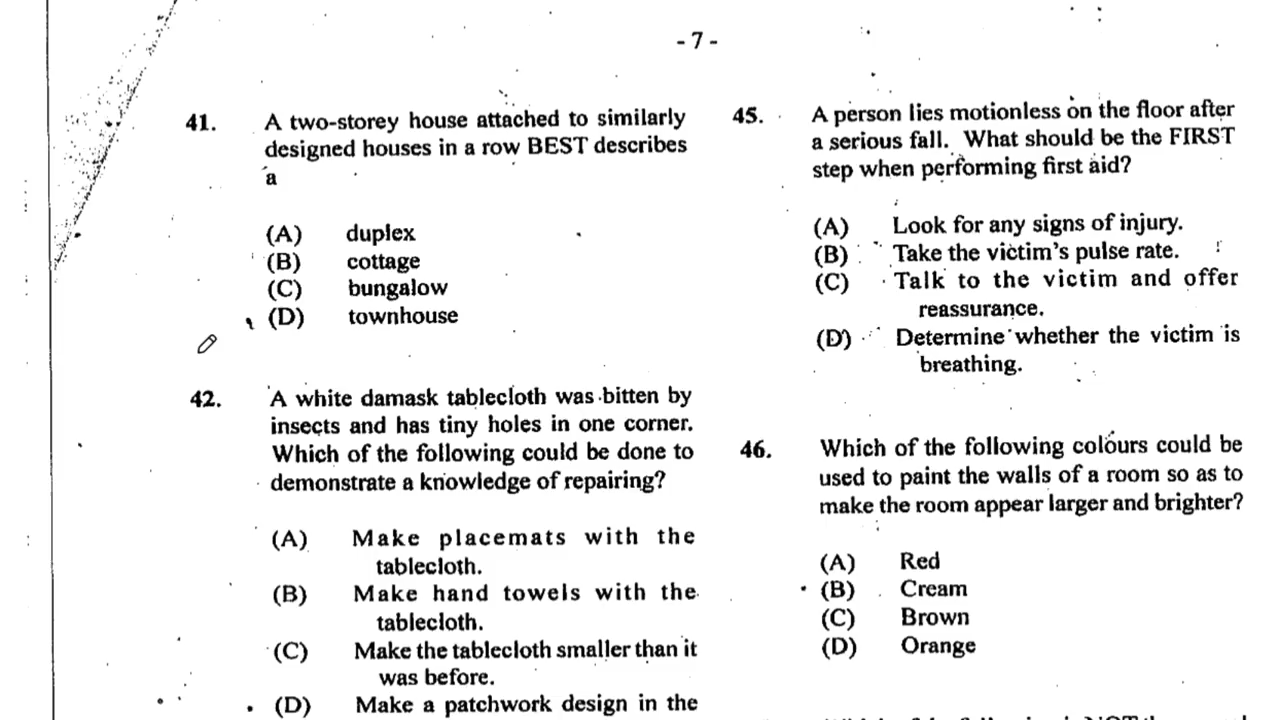 - 7 -
41. A two-storey house attached to similarly
designed houses in a row BEST describes
a
(A) duplex
(B) cottage
(C) bungalow
(D) townhouse
42. A white damask tablecloth was bitten by
insects and has tiny holes in one corner.
Which of the following could be done to
demonstrate a knowledge of repairing?
(A) Make placemats with the
tablecloth.
(B) Make hand towels with the
tablecloth.
(C) Make the tablecloth smaller than it
was before.
(D) Make a patchwork design in the
45. A person lies motionless on the floor after
a serious fall. What should be the FIRST
step when performing first aid?
(A) Look for any signs of injury.
(B) Take the victim's pulse rate.
(C) Talk to the victim and offer
reassurance.
(D) Determine whether the victim is
breathing.
46. Which of the following colours could be
used to paint the walls of a room so as to
make the room appear larger and brighter?
(A) Red
(B) Cream
(C) Brown
(D) Orange